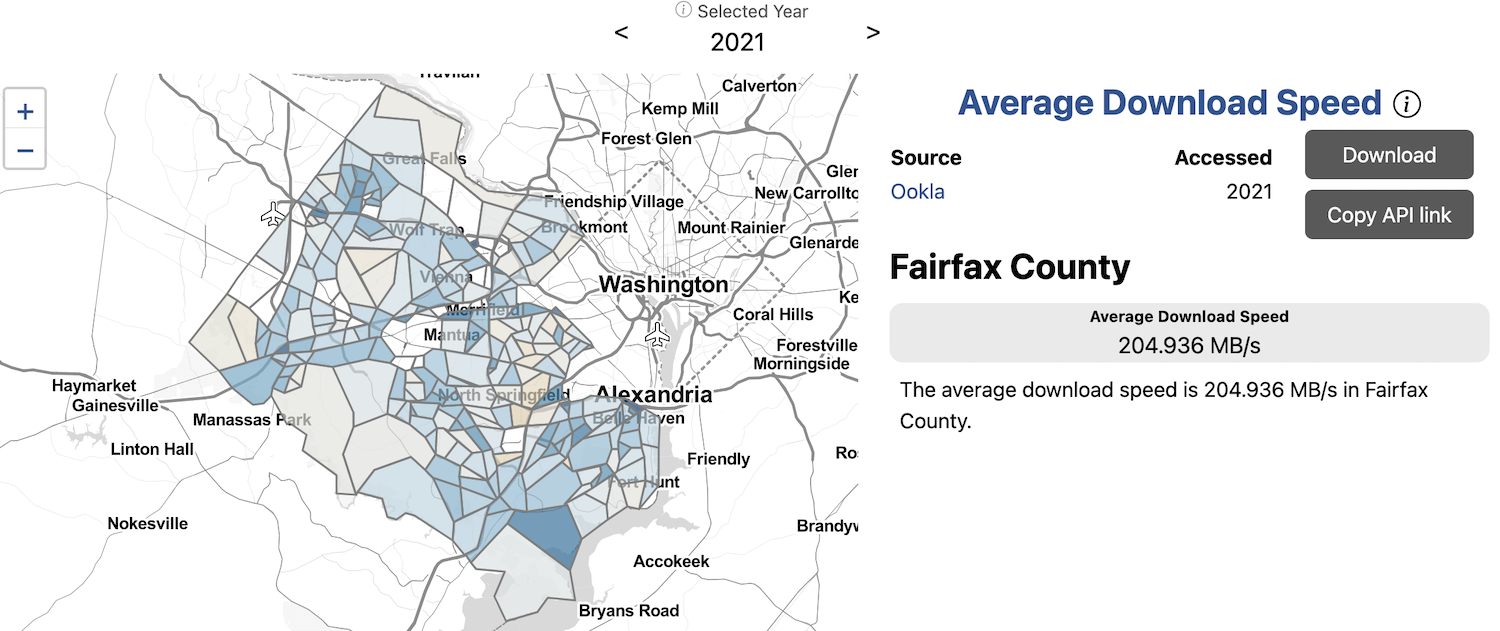 Selected Year
<
2021
>
Travilah
+
−
Calverton
Kemp Mill
Forest Glen
Great Falls
New Carrollto
Friendship Village
Brookmont
Wolf Trap
Mount Rainier
Glenarde
Vienna
Washington
Ke
Merrifield
Coral Hills
Mantua
Forestville
Morningside
Haymarket
Gainesville
North Springfield
Alexandria
Manassas Park
Belle Haven
Linton Hall
Friendly
Ros
Fort Hunt
Nokesville
Brandyw
Accokeek
Bryans Road
Average Download Speed
Source
Accessed
Ookla
2021
Download
Copy API link
Fairfax County
Average Download Speed
204.936 MB/s
The average download speed is 204.936 MB/s in Fairfax
County.